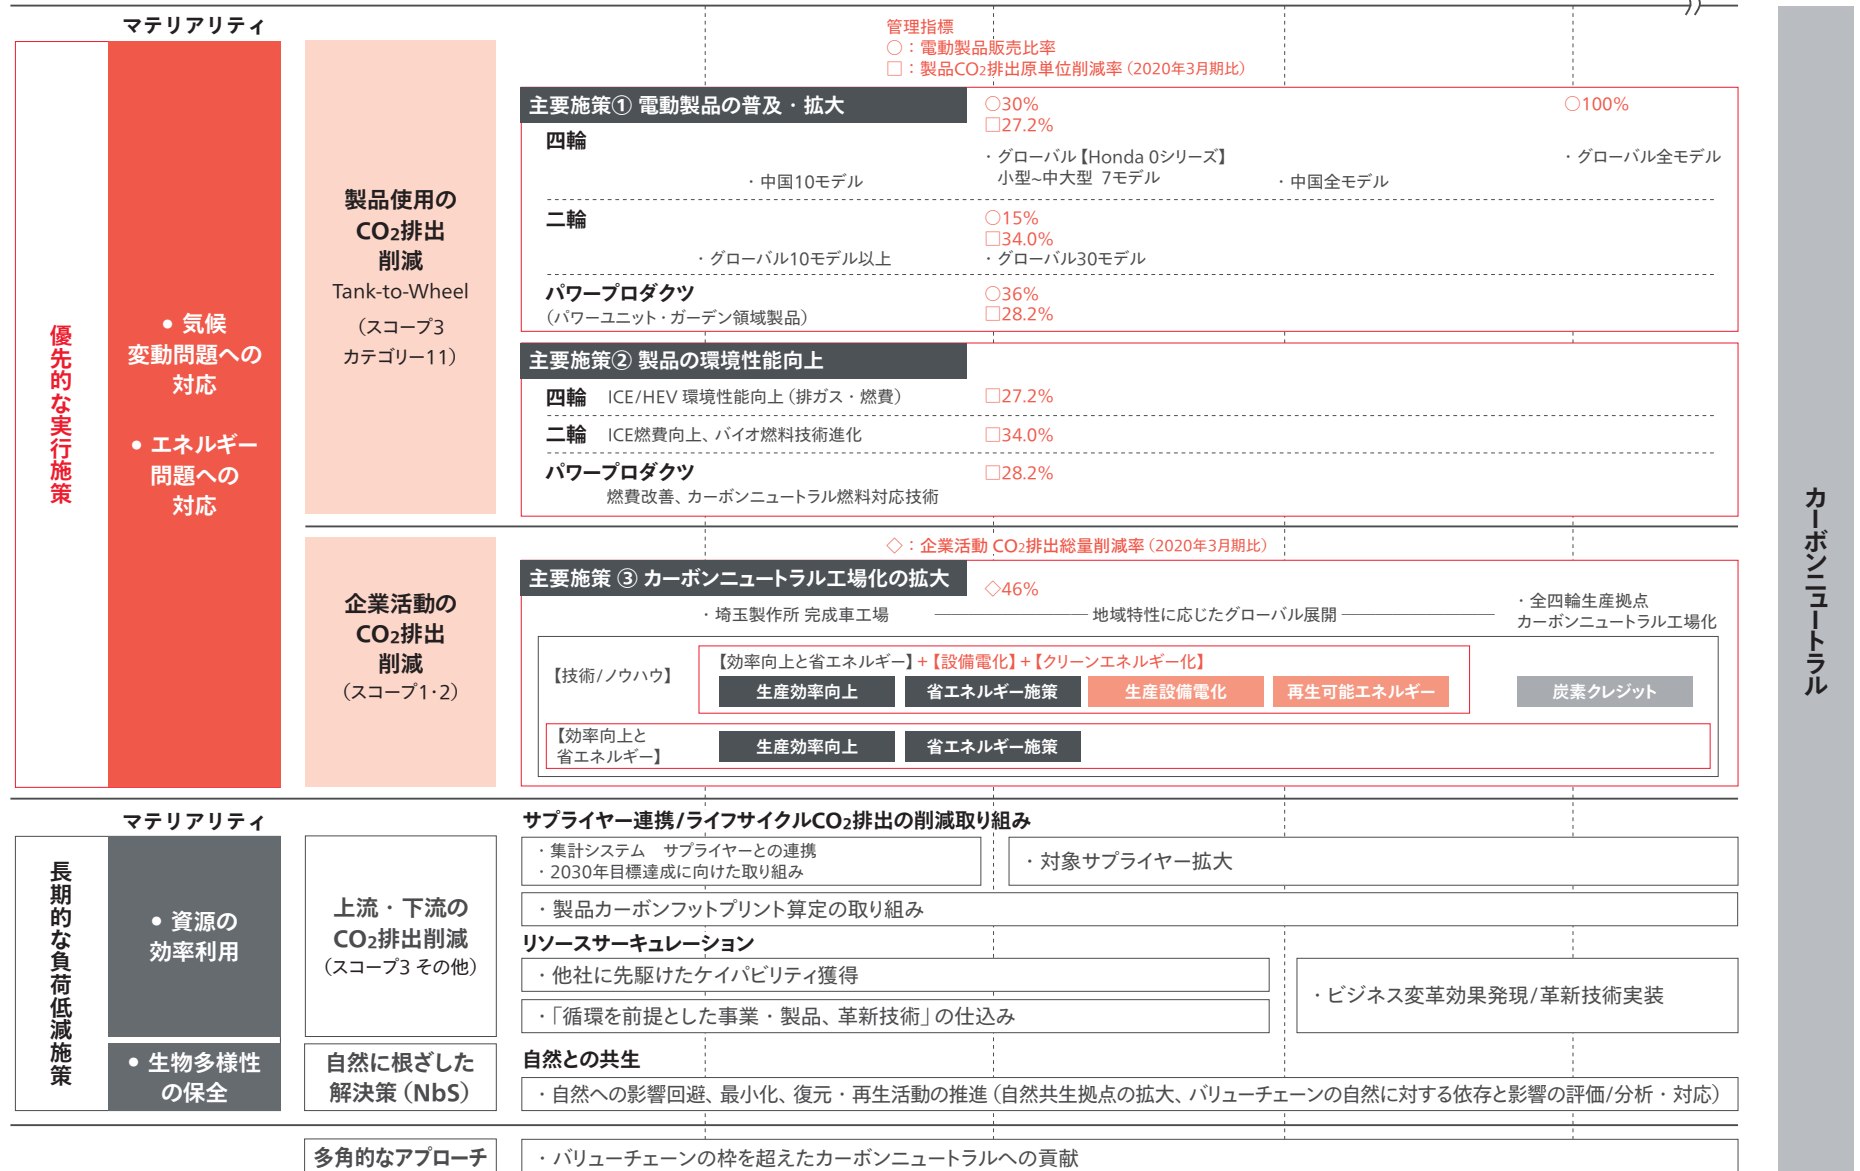 マテリアリティ
管理指標
○：電動製品販売比率
□：製品CO2排出原単位削減率（2020年3月期比）
優先的な実行施策
• 気候
変動問題への
対応
• エネルギー
問題への
対応
製品使用の
CO2排出
削減
Tank-to-Wheel
（スコープ3
カテゴリー11）
主要施策① 電動製品の普及・拡大
○30%
□27.2%
○100%
四輪
・中国10モデル
・グローバル【Honda 0シリーズ】
小型~中大型 7モデル
・中国全モデル
・グローバル全モデル
二輪
○15%
□34.0%
・グローバル10モデル以上
・グローバル30モデル
パワープロダクツ
（パワーユニット・ガーデン領域製品）
○36%
□28.2%
主要施策② 製品の環境性能向上
四輪 ICE/HEV 環境性能向上（排ガス・燃費） □27.2%
二輪 ICE燃費向上、バイオ燃料技術進化 □34.0%
パワープロダクツ □28.2%
燃費改善、カーボンニュートラル燃料対応技術
企業活動の
CO2排出
削減
（スコープ1・2）
◇：企業活動 CO2排出総量削減率（2020年3月期比）
主要施策 ③ カーボンニュートラル工場化の拡大
◇46%
・埼玉製作所 完成車工場
地域特性に応じたグローバル展開
・全四輪生産拠点
カーボンニュートラル工場化
【技術/ノウハウ】
【効率向上と省エネルギー】+【設備電化】+【クリーンエネルギー化】
生産効率向上 省エネルギー施策 生産設備電化 再生可能エネルギー 炭素クレジット
【効率向上と
省エネルギー】
生産効率向上 省エネルギー施策
マテリアリティ
長期的な負荷低減施策
• 資源の
効率利用
上流・下流の
CO2排出削減
（スコープ3 その他）
サプライヤー連携/ライフサイクルCO2排出の削減取り組み
・集計システム　サプライヤーとの連携
・2030年目標達成に向けた取り組み
・対象サプライヤー拡大
・製品カーボンフットプリント算定の取り組み
リソースサーキュレーション
・他社に先駆けたケイパビリティ獲得
・「循環を前提とした事業・製品、革新技術」の仕込み
・ビジネス変革効果発現/革新技術実装
• 生物多様性
の保全
自然に根ざした
解決策（NbS）
自然との共生
・自然への影響回避、最小化、復元・再生活動の推進（自然共生拠点の拡大、バリューチェーンの自然に対する依存と影響の評価/分析・対応）
多角的なアプローチ
・バリューチェーンの枠を超えたカーボンニュートラルへの貢献
カーボンニュートラル